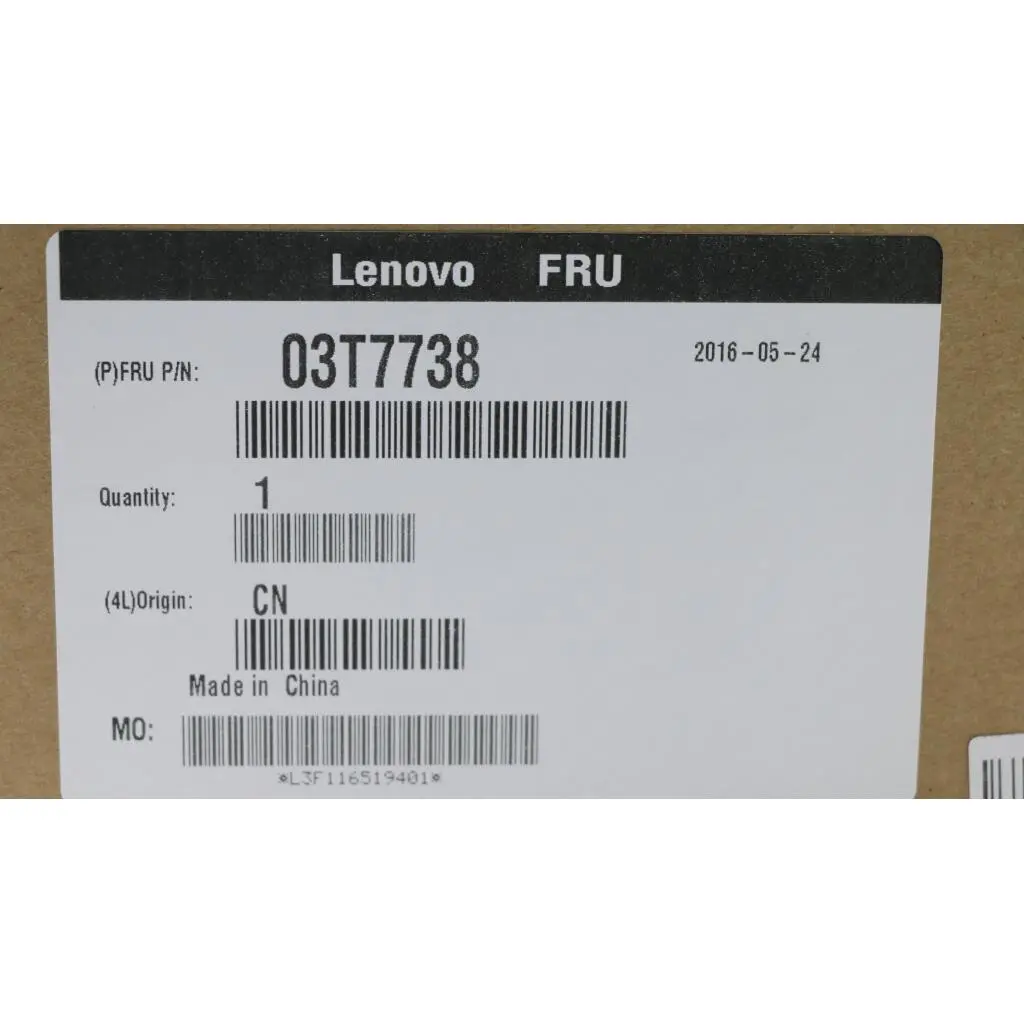 Lenovo FRU
(P)FRU P/N: 03T7738 2016-05-24
Quantity: 1
(4L)Origin: CN
Made in China
MO:
*L3F116519401*